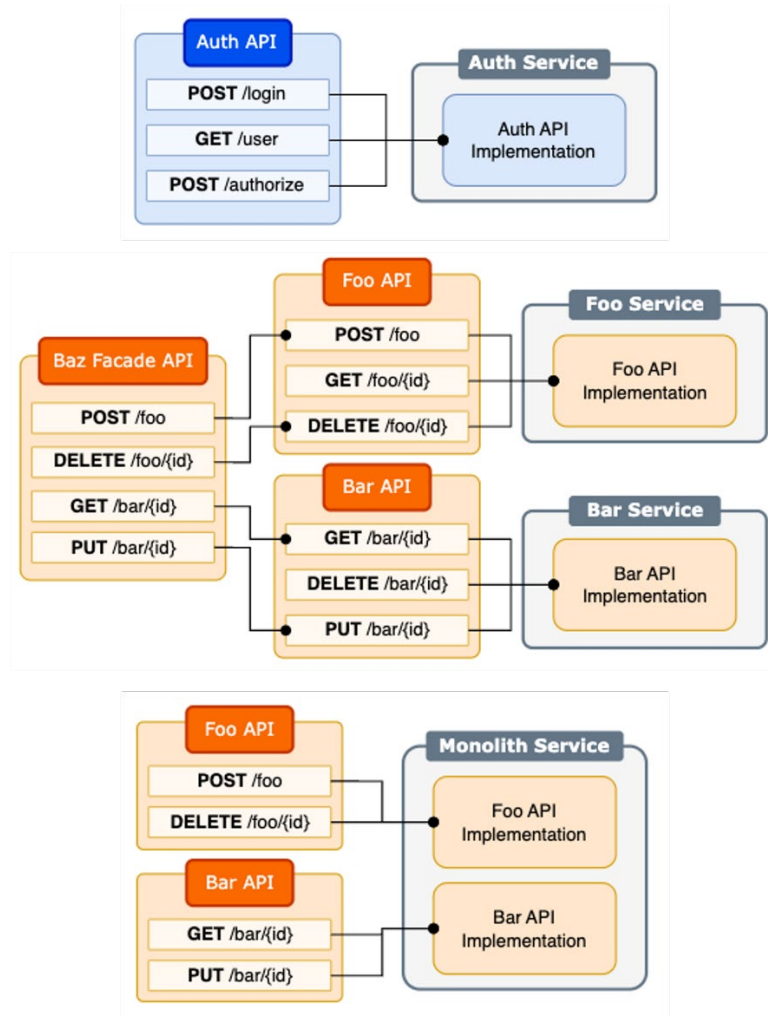 Auth API
POST /login
GET /user
POST /authorize
Auth Service
Auth API
Implementation
Baz Facade API
POST /foo
DELETE /foo/{id}
GET /bar/{id}
PUT /bar/{id}
Foo API
POST /foo
GET /foo/{id}
DELETE /foo/{id}
Foo Service
Foo API
Implementation
Bar API
GET /bar/{id}
DELETE /bar/{id}
PUT /bar/{id}
Bar Service
Bar API
Implementation
Foo API
POST /foo
DELETE /foo/{id}
Bar API
GET /bar/{id}
PUT /bar/{id}
Monolith Service
Foo API
Implementation
Bar API
Implementation